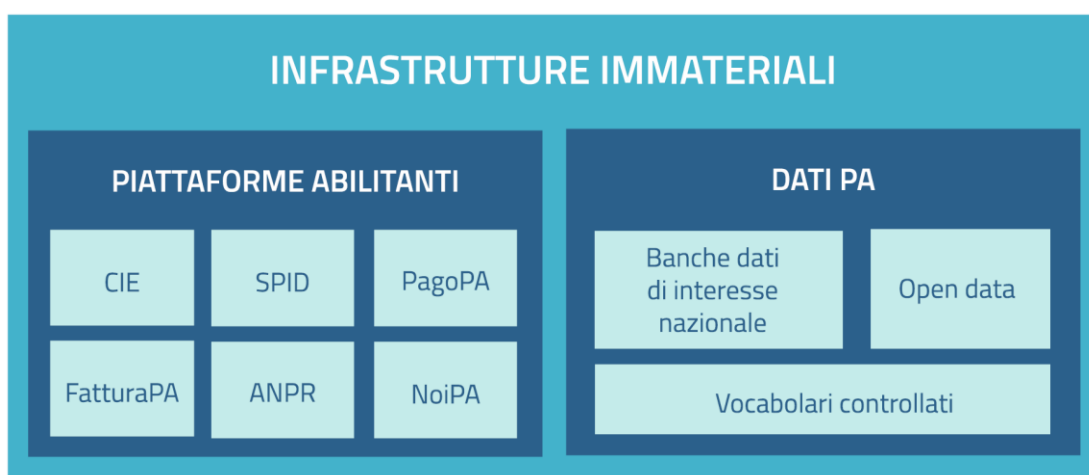 INFRASTRUTTURE IMMATERIALI
PIATTAFORME ABILITANTI
CIE
SPID
PagoPA
FatturaPA
ANPR
NoiPA
DATI PA
Banche dati
di interesse
nazionale
Open data
Vocabolari controllati